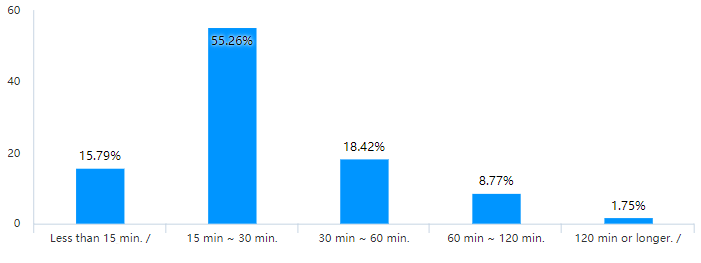 60
40
20
0
15.79%
55.26%
18.42%
8.77%
1.75%
Less than 15 min. /
15 min ~ 30 min.
30 min ~ 60 min.
60 min ~ 120 min.
120 min or longer. /